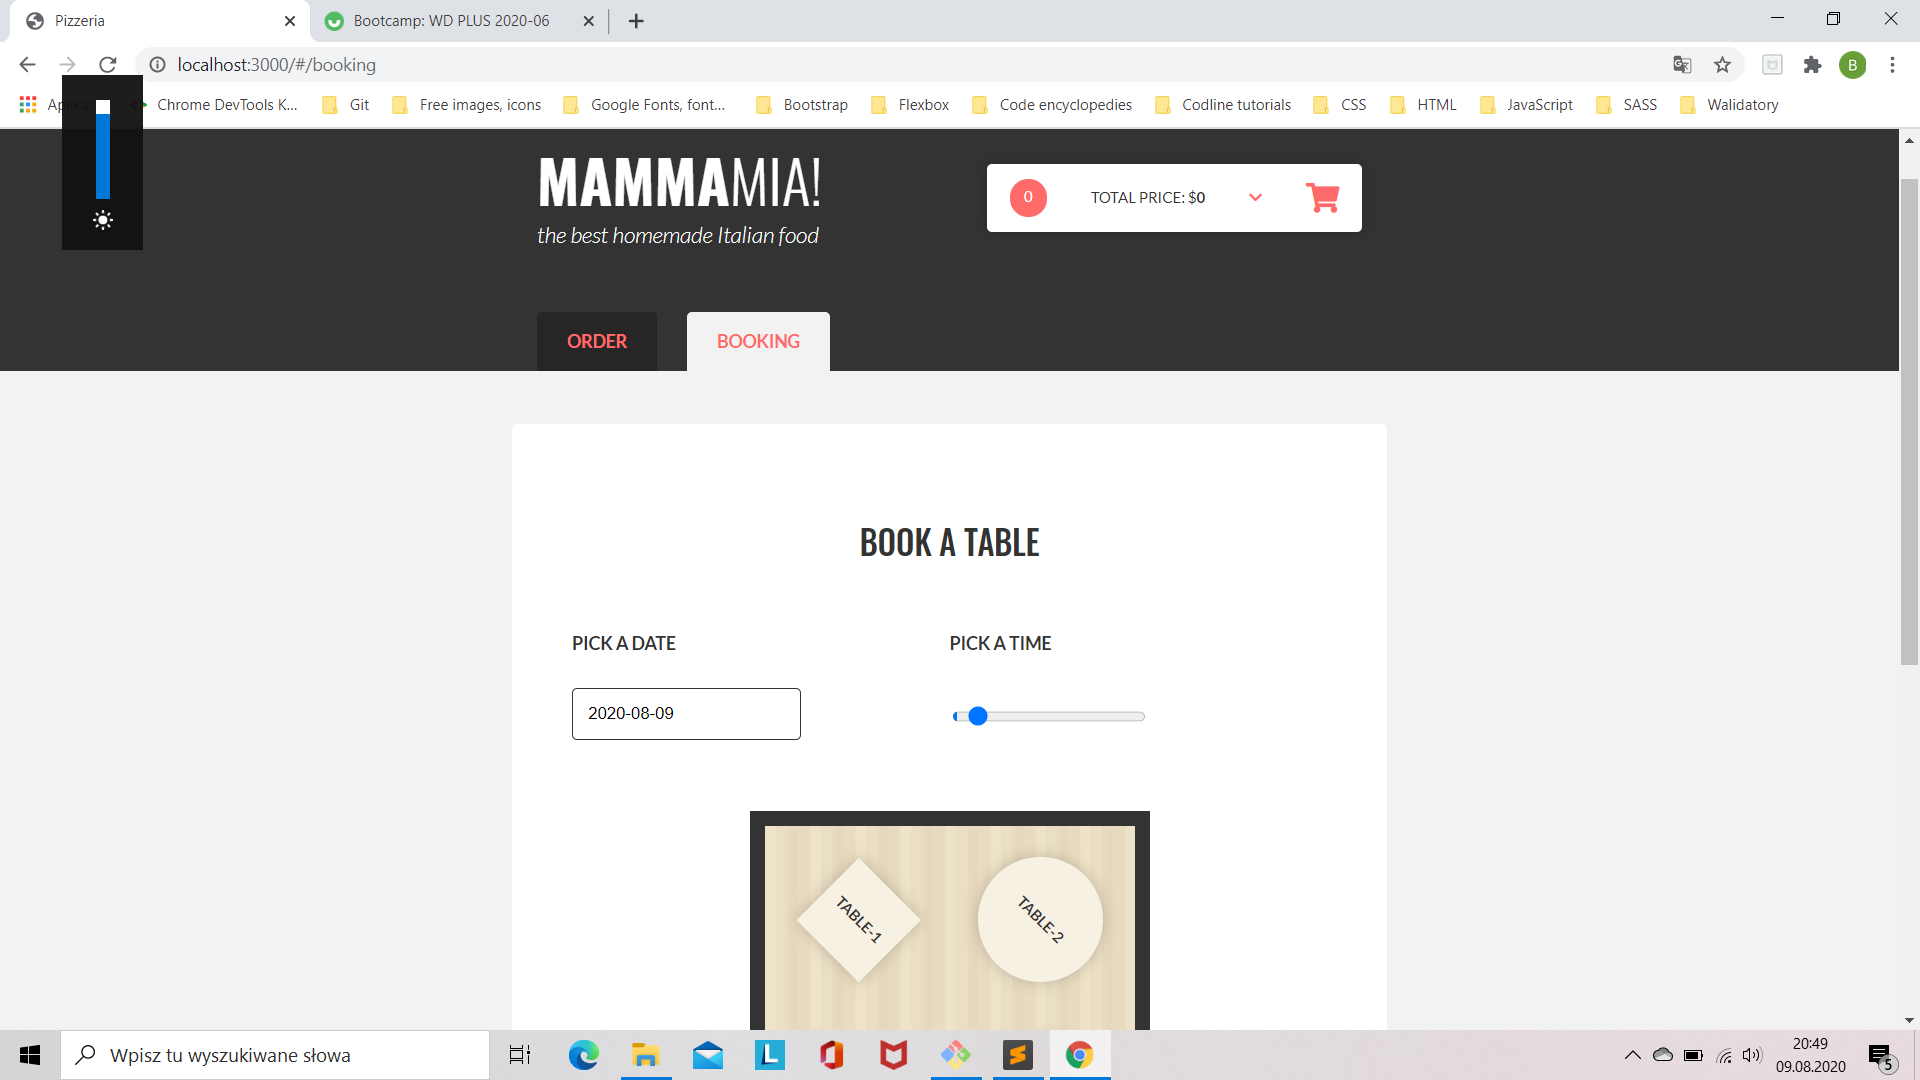 Pizzeria
Bootcamp: WD PLUS 2020-06
localhost:3000/#/booking
B
Chrome DevTools K...
Git
Free images, icons
Google Fonts, font...
Bootstrap
Flexbox
Code encyclopedies
Codline tutorials
CSS
HTML
JavaScript
SASS
Walidatory
MAMMAMIA!
the best homemade Italian food
0
TOTAL PRICE: $0
ORDER
BOOKING
BOOK A TABLE
PICK A DATE
PICK A TIME
2020-08-09
TABLE-1
TABLE-2
Wpisz tu wyszukiwane słowa
L
20:49
09.08.2020
5